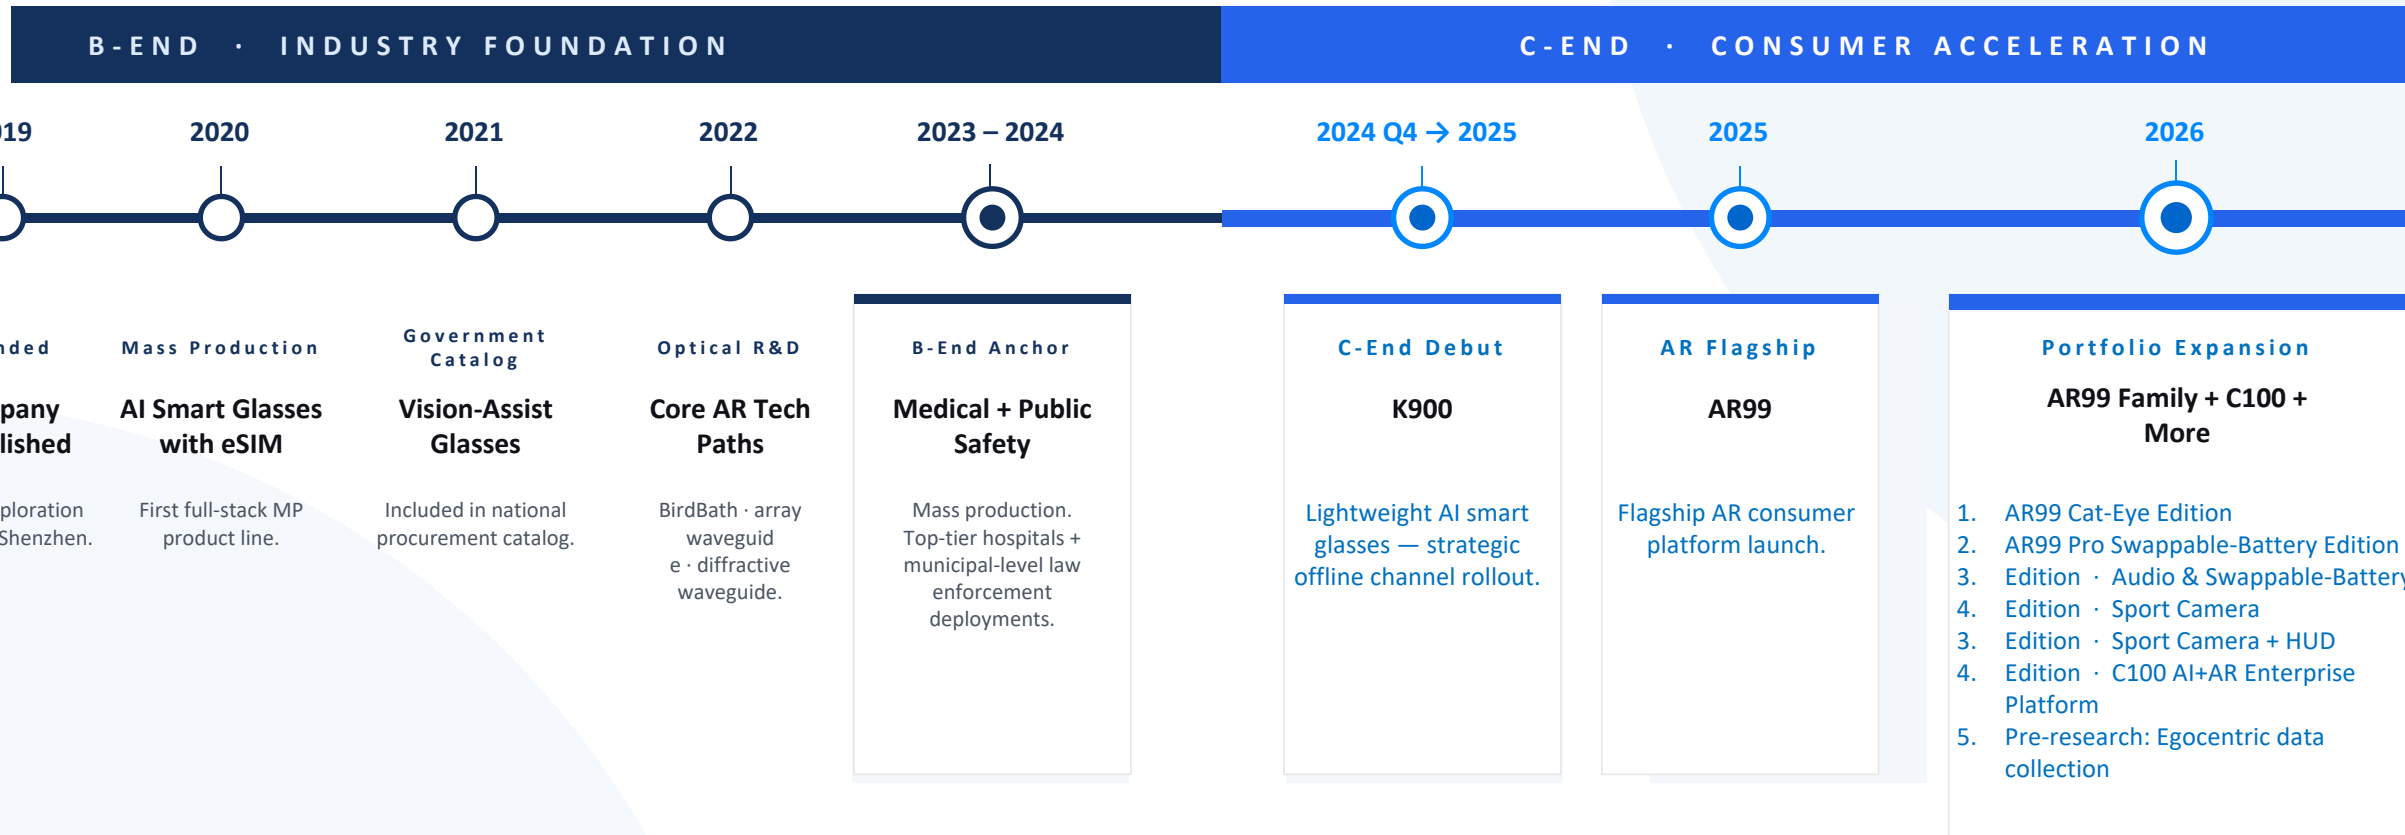 B-END · INDUSTRY FOUNDATION
C-END · CONSUMER ACCELERATION
19
2020
2021
2022
2023 – 2024
2024 Q4 → 2025
2025
2026
nded
pany
lished
ploration
Shenzhen.
Mass Production
AI Smart Glasses
with eSIM
First full-stack MP
product line.
Government
Catalog
Vision-Assist
Glasses
Included in national
procurement catalog.
Optical R&D
Core AR Tech
Paths
BirdBath · array
waveguid
e · diffractive
waveguide.
B-End Anchor
Medical + Public
Safety
Mass production.
Top-tier hospitals +
municipal-level law
enforcement
deployments.
C-End Debut
K900
Lightweight AI smart
glasses — strategic
offline channel rollout.
AR Flagship
AR99
Flagship AR consumer
platform launch.
Portfolio Expansion
AR99 Family + C100 +
More
1. AR99 Cat-Eye Edition
2. AR99 Pro Swappable-Battery Edition
3. Edition · Audio & Swappable-Battery
4. Edition · Sport Camera
3. Edition · Sport Camera + HUD
4. Edition · C100 AI+AR Enterprise
Platform
5. Pre-research: Egocentric data
collection